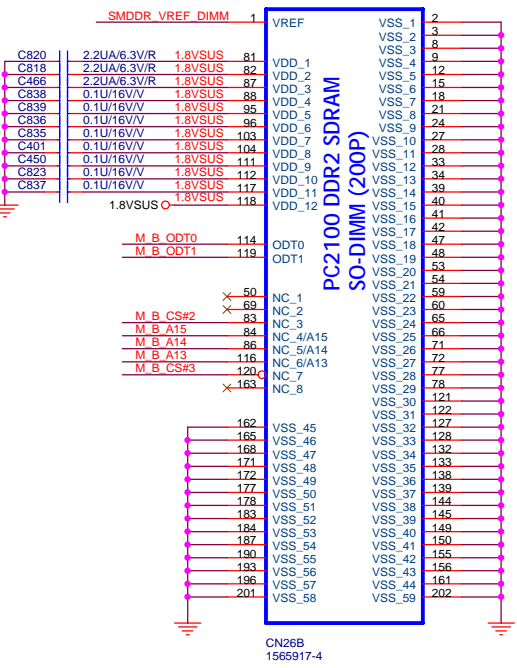 SMDDR_VREF_DIMM 1 VREF
C820 2.2UA/6.3V/R 1.8VSUS 81 VDD_1
C818 2.2UA/6.3V/R 1.8VSUS 82 VDD_2
C466 2.2UA/6.3V/R 1.8VSUS 87 VDD_3
C838 0.1U/16V/V 1.8VSUS 88 VDD_4
C839 0.1U/16V/V 1.8VSUS 95 VDD_5
C836 0.1U/16V/V 1.8VSUS 96 VDD_6
C835 0.1U/16V/V 1.8VSUS 103 VDD_7
C401 0.1U/16V/V 1.8VSUS 104 VDD_8
C450 0.1U/16V/V 1.8VSUS 111 VDD_9
C823 0.1U/16V/V 1.8VSUS 112 VDD_10
C837 0.1U/16V/V 1.8VSUS 117 VDD_11
1.8VSUS 1.8VSUS 118 VDD_12
M_B_ODT0 114 ODT0
M_B_ODT1 119 ODT1
50 NC_1
69 NC_2
M_B_CS#2 83 NC_3
M_B_A15 84 NC_4/A15
M_B_A14 86 NC_5/A14
M_B_A13 116 NC_6/A13
M_B_CS#3 120 NC_7
163 NC_8
162 VSS_45
165 VSS_46
168 VSS_47
171 VSS_48
172 VSS_49
177 VSS_50
178 VSS_51
183 VSS_52
184 VSS_53
187 VSS_54
190 VSS_55
193 VSS_56
196 VSS_57
201 VSS_58
PC2100 DDR2 SDRAM
SO-DIMM (200P)
VSS_1 2
VSS_2 3
VSS_3 8
VSS_4 9
VSS_5 12
VSS_6 15
VSS_7 18
VSS_8 21
VSS_9 24
VSS_10 27
VSS_11 28
VSS_12 33
VSS_13 34
VSS_14 39
VSS_15 40
VSS_16 41
VSS_17 42
VSS_18 47
VSS_19 48
VSS_20 53
VSS_21 54
VSS_22 59
VSS_23 60
VSS_24 65
VSS_25 66
VSS_26 71
VSS_27 72
VSS_28 77
VSS_29 78
VSS_30 121
VSS_31 122
VSS_32 127
VSS_33 128
VSS_34 132
VSS_35 133
VSS_36 138
VSS_37 139
VSS_38 144
VSS_39 145
VSS_40 149
VSS_41 150
VSS_42 155
VSS_43 156
VSS_44 161
VSS_59 202
CN26B
1565917-4